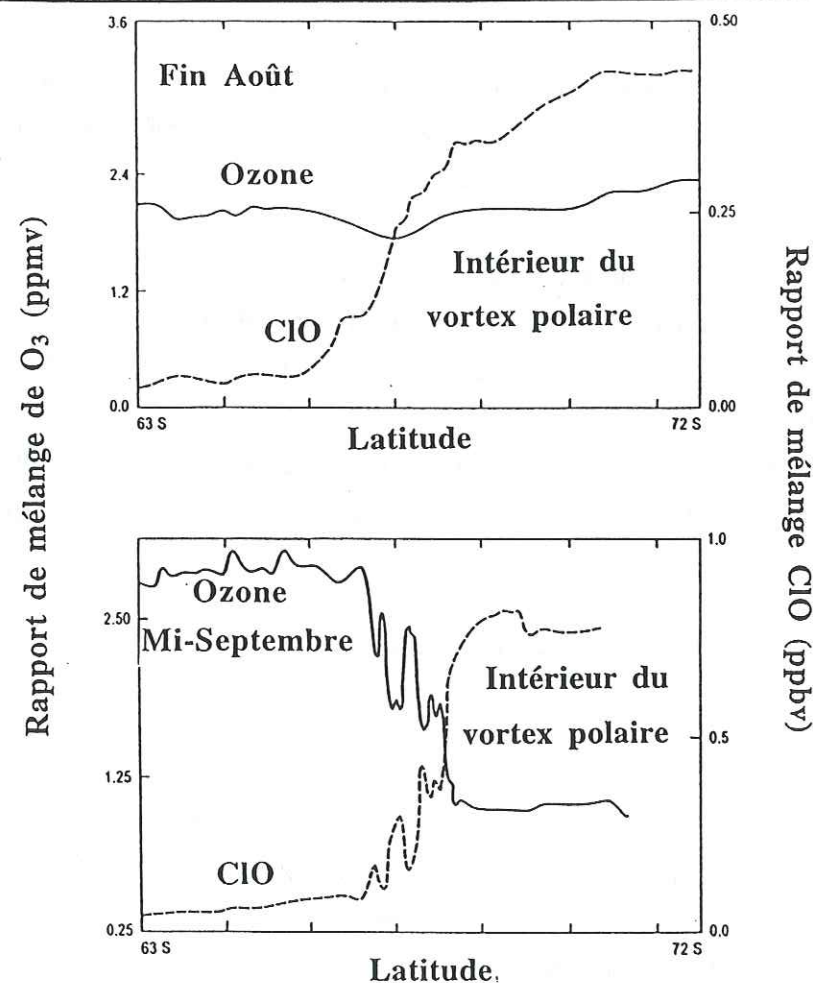 3.6
0.50
Fin Août
2.4
Ozone
0.25
Intérieur du
vortex polaire
1.2
ClO
0.0
0.00
63 S
72 S
Latitude
Rapport de mélange de O3 (ppmv)
Rapport de mélange ClO (ppbv)
1.0
Ozone
2.50
Mi-Septembre
Intérieur du
vortex polaire
0.5
1.25
ClO
0.25
0.0
63 S
72 S
Latitude,